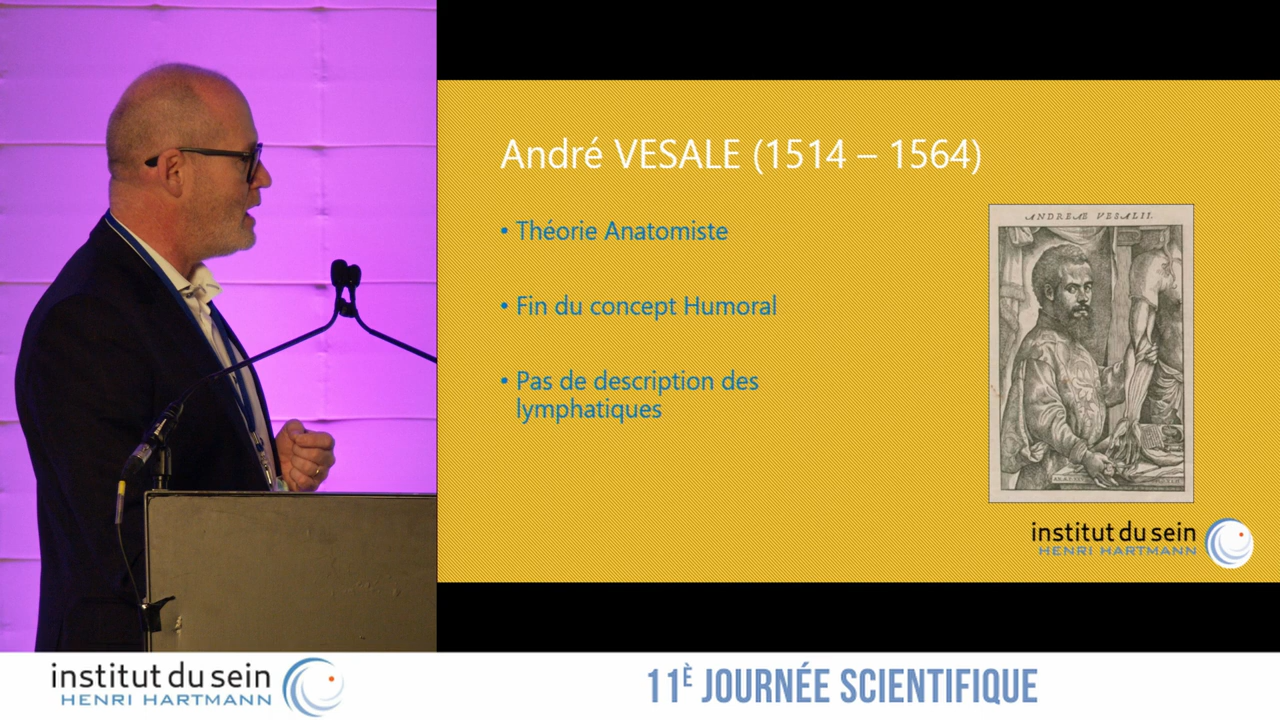 André VESALE (1514 – 1564)
• Théorie Anatomiste
• Fin du concept Humoral
• Pas de description des
lymphatiques
ANDREAE VESALII.
institut du sein
HENRI HARTMANN
institut du sein
HENRI HARTMANN
11È JOURNÉE SCIENTIFIQUE